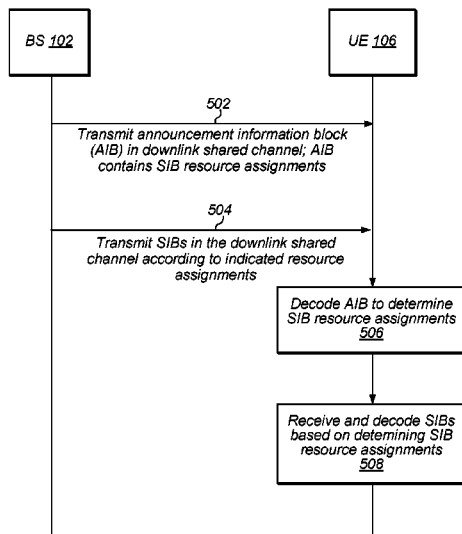 BS 102
UE 106
502
Transmit announcement information block
(AIB) in downlink shared channel; AIB
contains SIB resource assignments
504
Transmit SIBs in the downlink shared
channel according to indicated resource
assignments
Decode AIB to determine
SIB resource assignments
506
Receive and decode SIBs
based on determining SIB
resource assignments
508